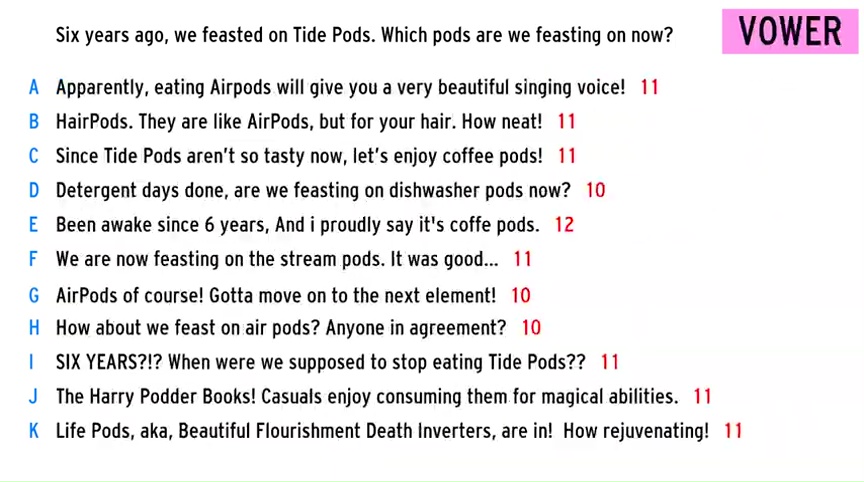 Six years ago, we feasted on Tide Pods. Which pods are we feasting on now?
VOWER
A Apparently, eating Airpods will give you a very beautiful singing voice! 11
B HairPods. They are like AirPods, but for your hair. How neat! 11
C Since Tide Pods aren't so tasty now, let's enjoy coffee pods! 11
D Detergent days done, are we feasting on dishwasher pods now? 10
E Been awake since 6 years, And i proudly say it's coffe pods. 12
F We are now feasting on the stream pods. It was good... 11
G AirPods of course! Gotta move on to the next element! 10
H How about we feast on air pods? Anyone in agreement? 10
I SIX YEARS?!? When were we supposed to stop eating Tide Pods?? 11
J The Harry Podder Books! Casuals enjoy consuming them for magical abilities. 11
K Life Pods, aka, Beautiful Flourishment Death Inverters, are in! How rejuvenating! 11